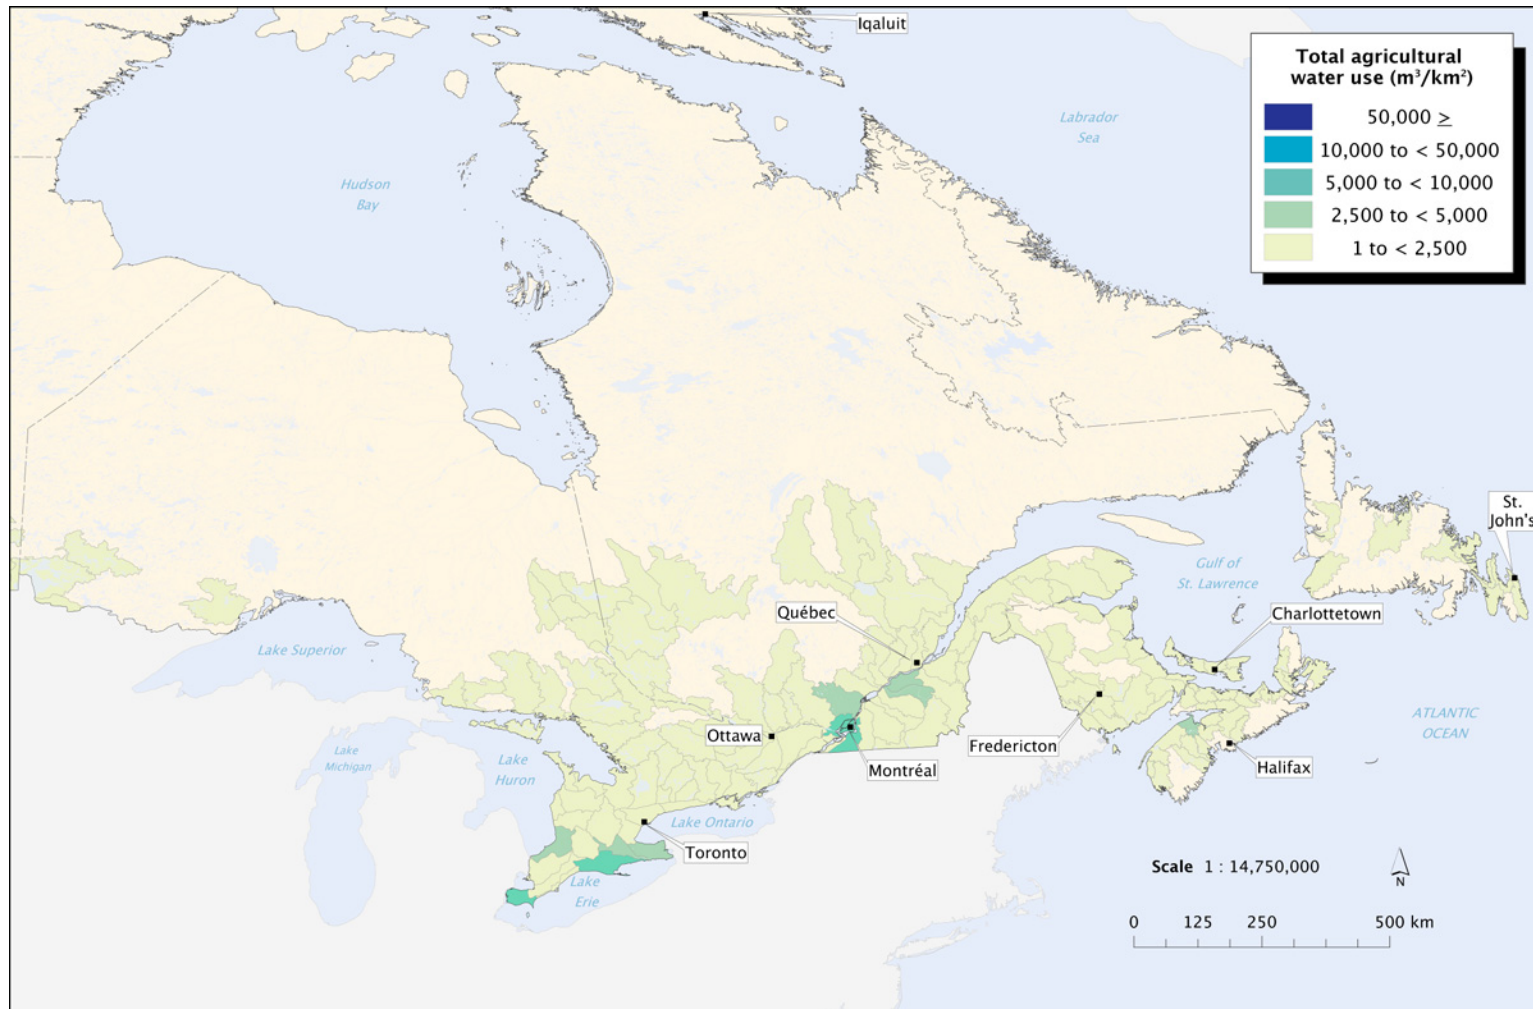 Iqaluit
Total agricultural
water use (m³/km²)
50,000 ≥
10,000 to < 50,000
5,000 to < 10,000
2,500 to < 5,000
1 to < 2,500
Labrador
Sea
Hudson
Bay
St.
John's
Gulf of
St. Lawrence
Québec
Charlottetown
Lake Superior
Ottawa
Fredericton
ATLANTIC
OCEAN
Lake
Michigan
Lake
Huron
Montréal
Halifax
Lake Ontario
Toronto
Lake
Erie
Scale 1 : 14,750,000
N
0 125 250 500 km